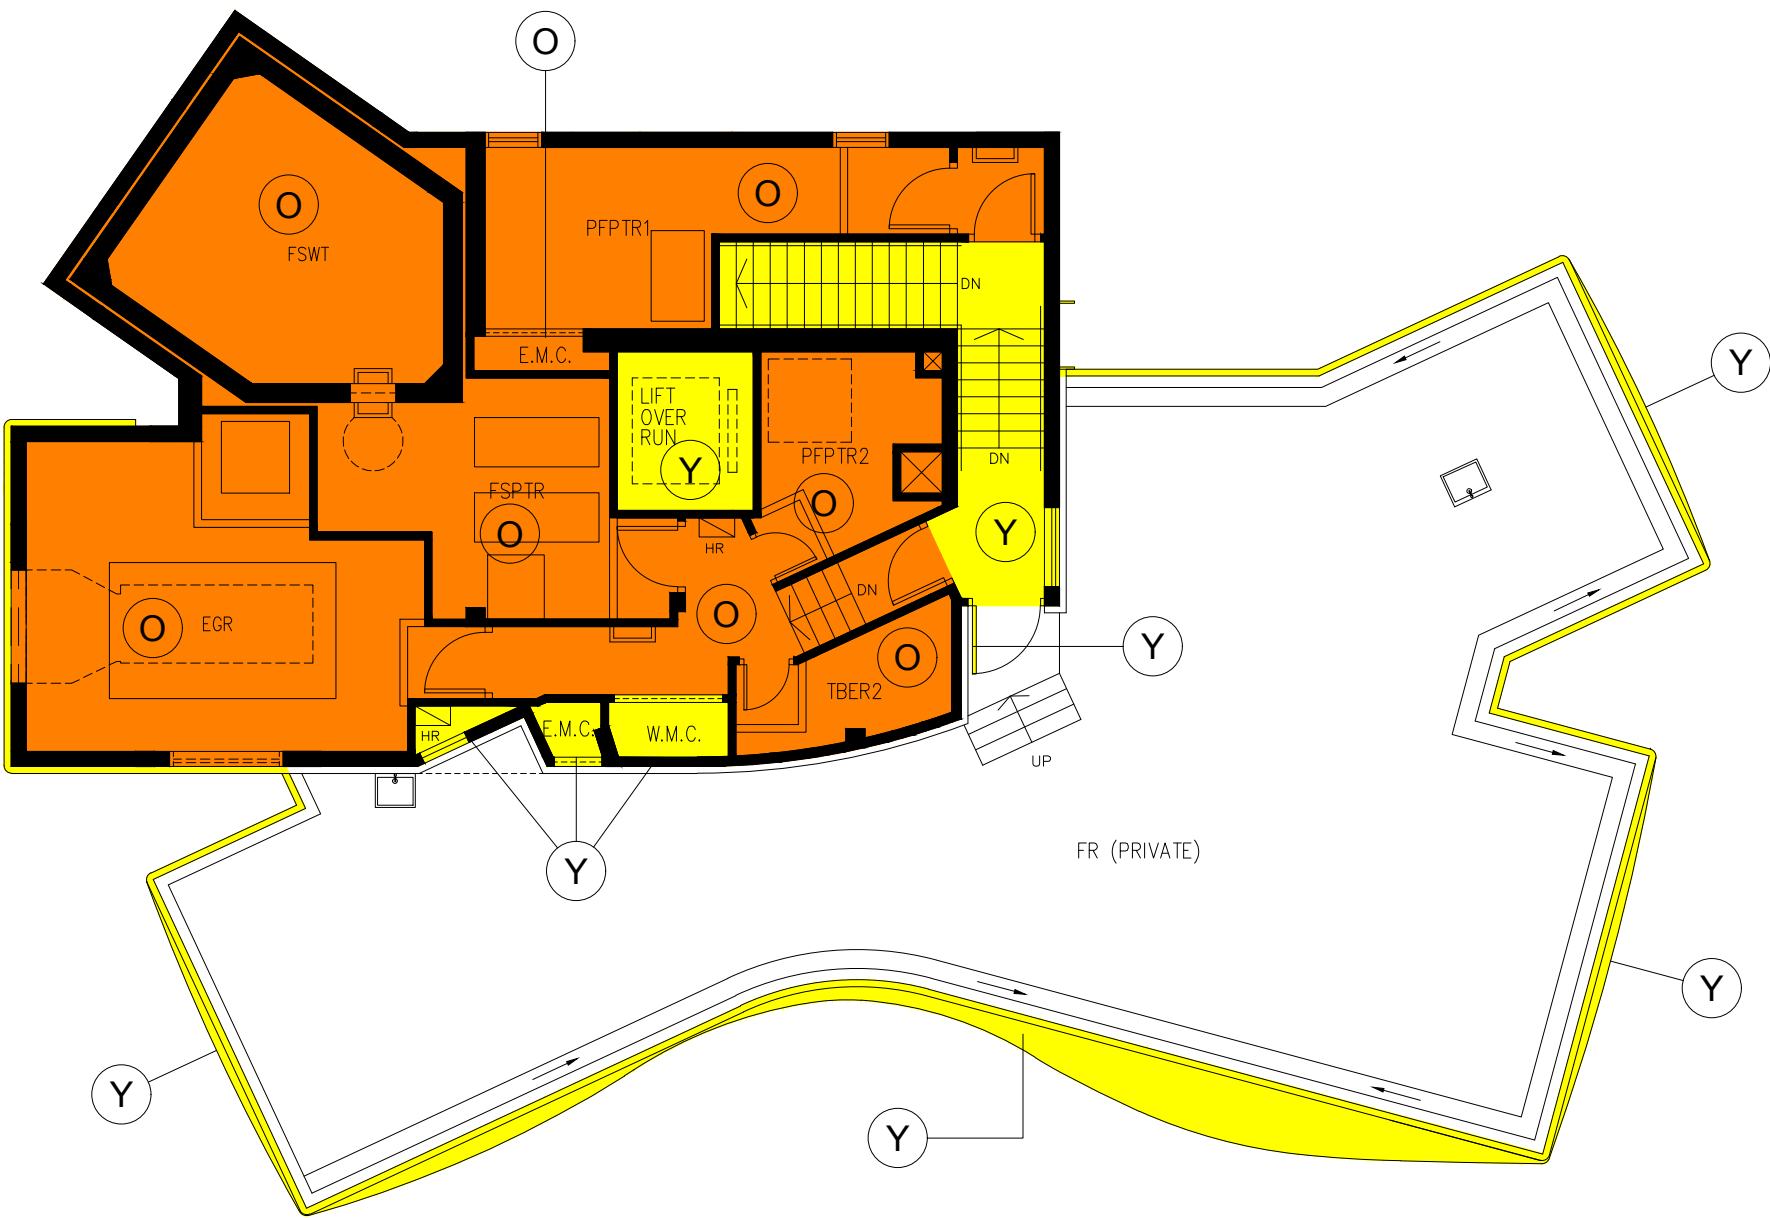 O
O
PFPTR1
O
FSWT
DN
E.M.C.
LIFT
OVER
RUN
Y
Y
PFPTR2
DN
O
FSPTR
O
Y
HR
DN
O
O
EGR
Y
O
TBER2
HR
E.M.C.
W.M.C.
UP
Y
FR (PRIVATE)
Y
Y
Y